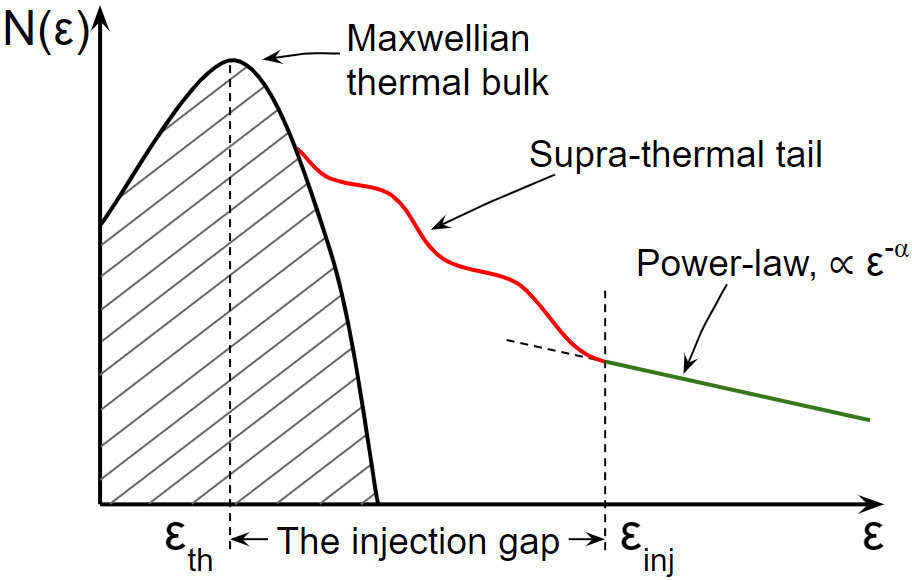 N(ε)
Maxwellian
thermal bulk
Supra-thermal tail
Power-law, ∝ ε^-α
ε_th
The injection gap
ε_inj
ε